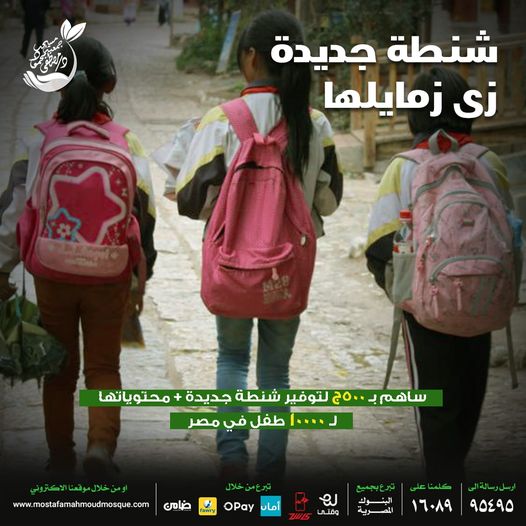 شنطة جديدة
زى زمايلها
ساهم بـ ٥٠٠ج لتوفير شنطة جديدة + محتوياتها
لـ ١٠٠٠٠ طفل في مصر
ارسل رسالة الى
٩٥٤٩٥
كلمنا على
١٦٠٨٩
تبرع بجميع
البنوك
المصرية
تبرع من خلال
أمان
OPay
fawry
او من خلال موقعنا الاكتروني
www.mostafamahmoudmosque.com